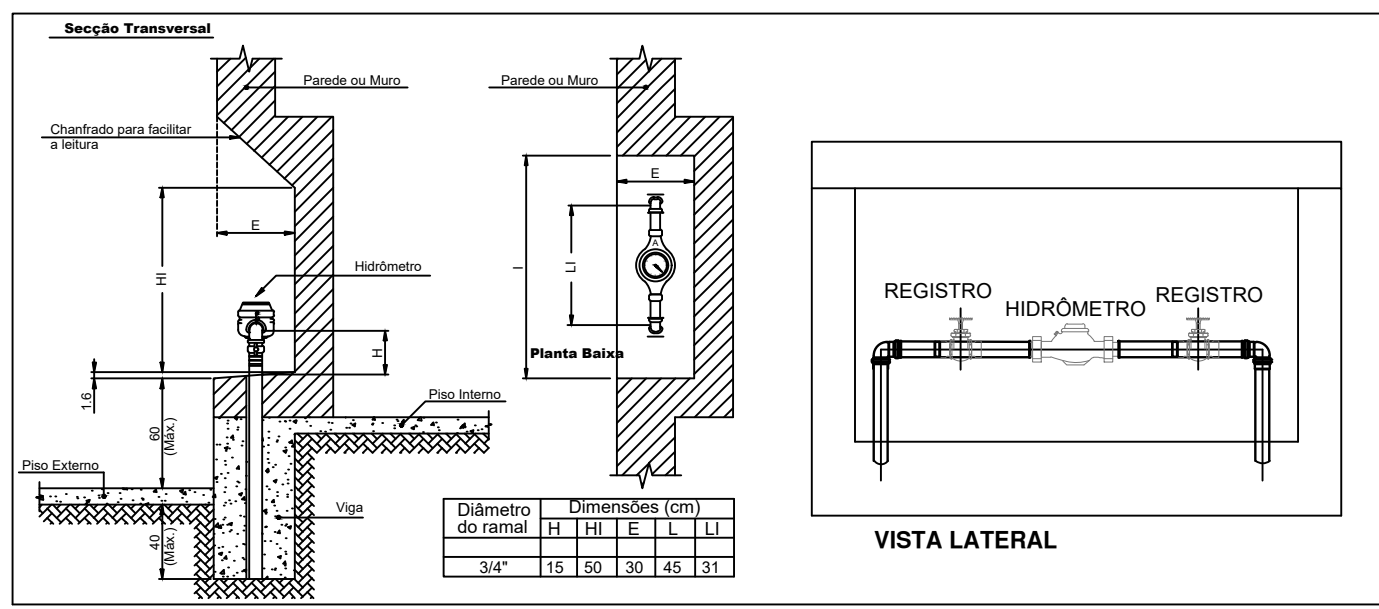 Secção Transversal
Parede ou Muro
Chanfrado para facilitar
a leitura
E
HI
Hidrômetro
H
1.6
60
(Máx.)
Piso Interno
Piso Externo
Viga
40
(Máx.)
Parede ou Muro
E
I
LI
A
Planta Baixa
Diâmetro do ramal Dimensões (cm)
H HI E L LI
3/4" 15 50 30 45 31
REGISTRO HIDRÔMETRO REGISTRO
VISTA LATERAL